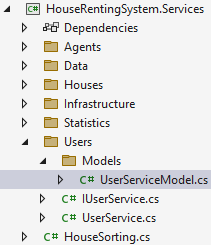 HouseRentingSystem.Services
Dependencies
Agents
Data
Houses
Infrastructure
Statistics
Users
Models
C# UserServiceModel.cs
C# IUserService.cs
C# UserService.cs
C# HouseSorting.cs